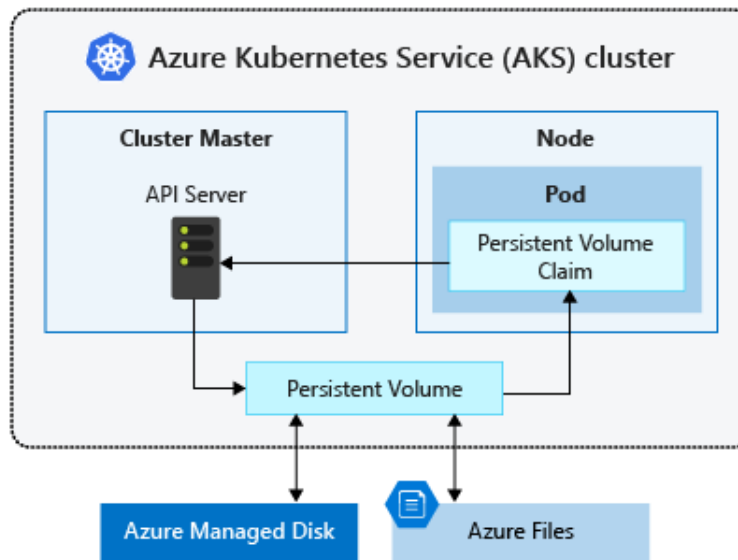 Azure Kubernetes Service (AKS) cluster
Cluster Master
Node
API Server
Pod
Persistent Volume
Claim
Persistent Volume
Azure Managed Disk
Azure Files